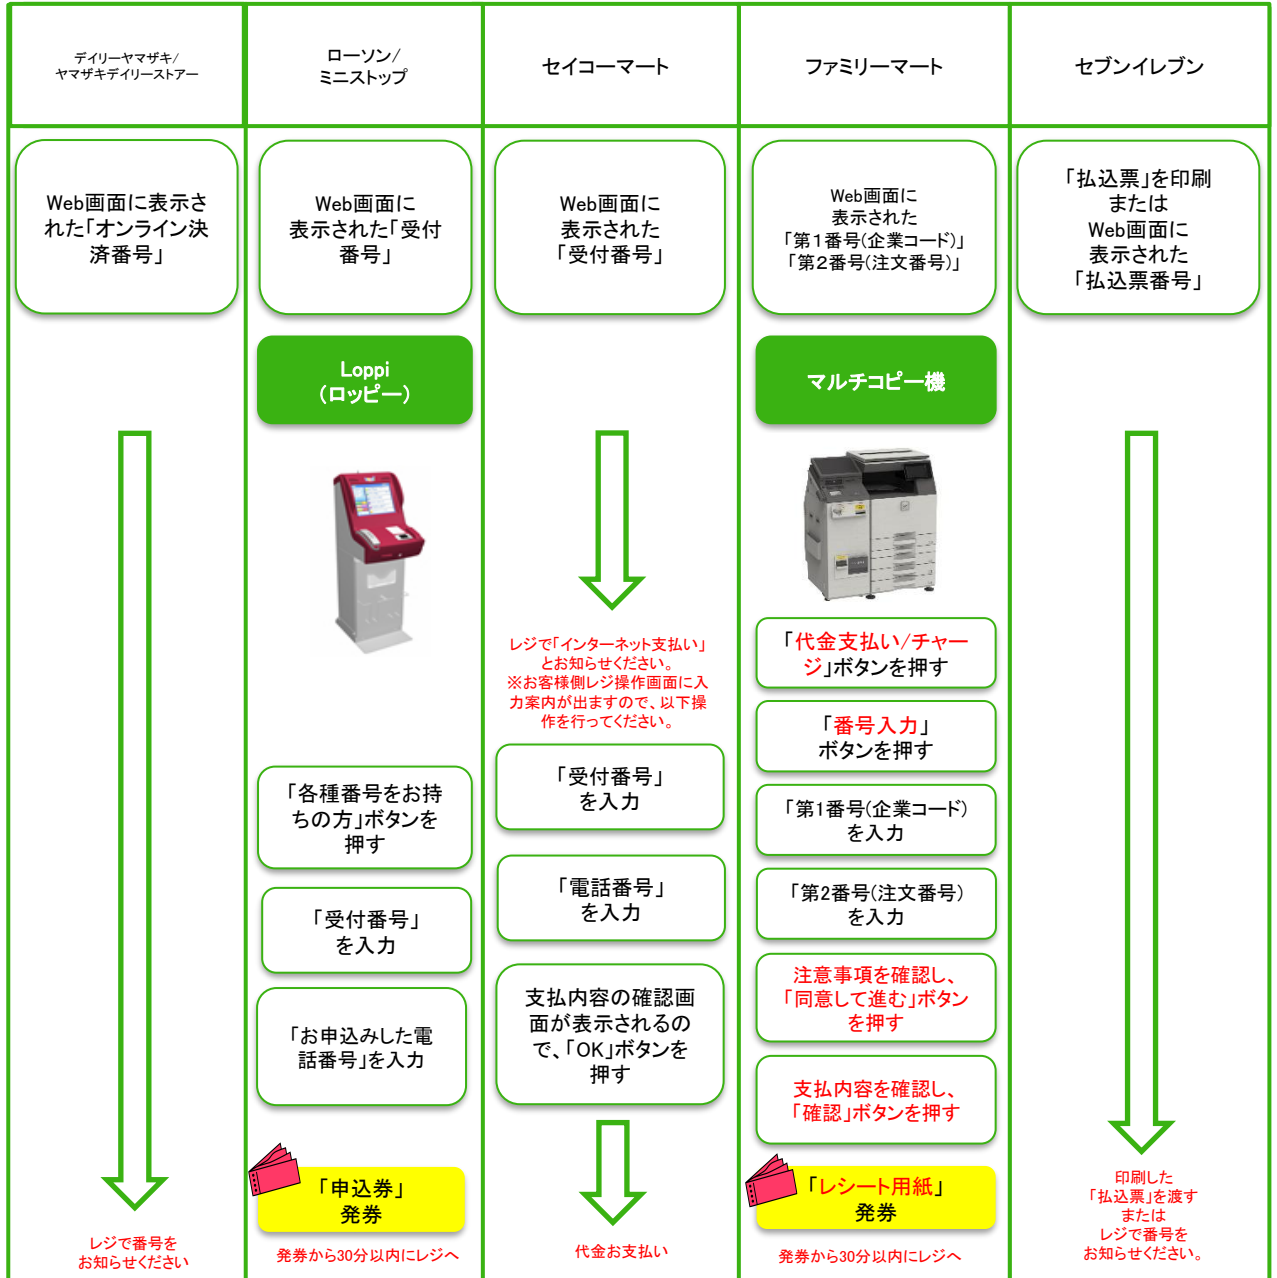 デイリーヤマザキ/
ヤマザキデイリーストアー
ローソン/
ミニストップ
セイコーマート
ファミリーマート
セブンイレブン
Web画面に表示さ
れた「オンライン決
済番号」
Web画面に
表示された「受付
番号」
Web画面に
表示された
「受付番号」
Web画面に
表示された
「第1番号(企業コード)」
「第2番号(注文番号)」
「払込票」を印刷
または
Web画面に
表示された
「払込票番号」
Loppi
（ロッピー）
マルチコピー機
レジで「インターネット支払い」
とお知らせください。
※お客様側レジ操作画面に入
力案内が出ますので、以下操
作を行ってください。
「代金支払い/チャー
ジ」ボタンを押す
「番号入力」
ボタンを押す
「各種番号をお持
ちの方」ボタンを
押す
「受付番号」
を入力
「第1番号(企業コード)
を入力
「受付番号」
を入力
「電話番号」
を入力
「第2番号(注文番号)
を入力
「お申込みした電
話番号」を入力
支払内容の確認画
面が表示されるの
で、「OK」ボタンを
押す
注意事項を確認し、
「同意して進む」ボタン
を押す
支払内容を確認し、
「確認」ボタンを押す
レジで番号を
お知らせください
「申込券」
発券
発券から30分以内にレジへ
代金お支払い
「レシート用紙」
発券
発券から30分以内にレジへ
印刷した
「払込票」を渡す
または
レジで番号を
お知らせください。